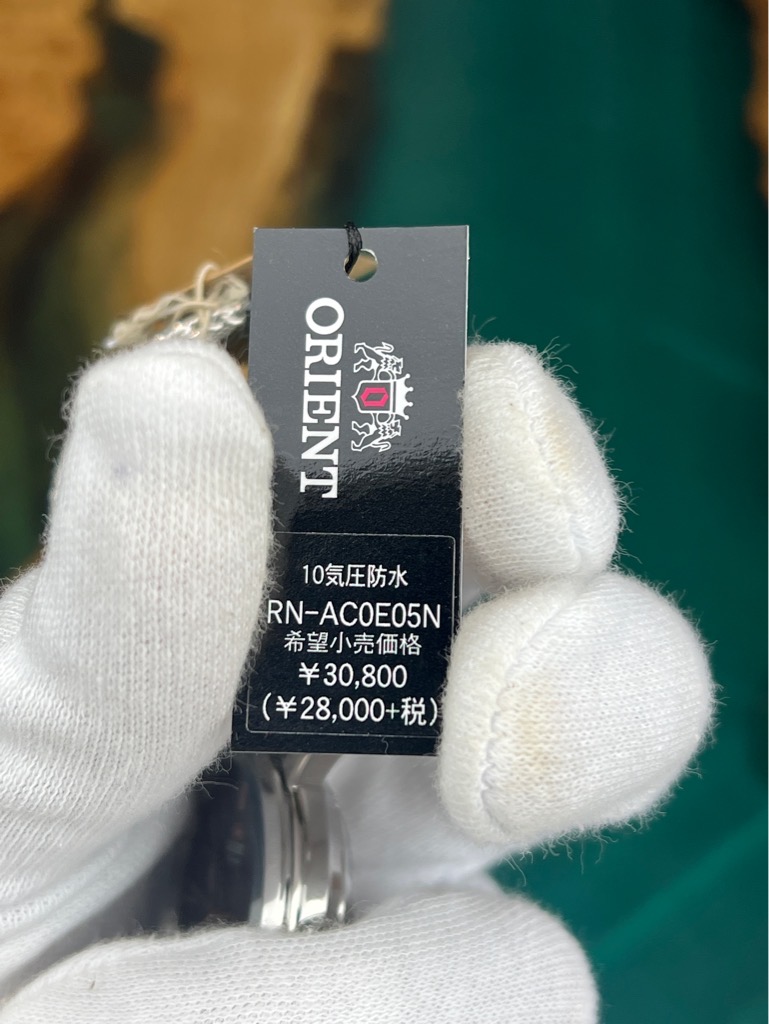 ORIENT
10気圧防水
RN-AC0E05N
希望小売価格
￥30,800
(￥28,000+税)